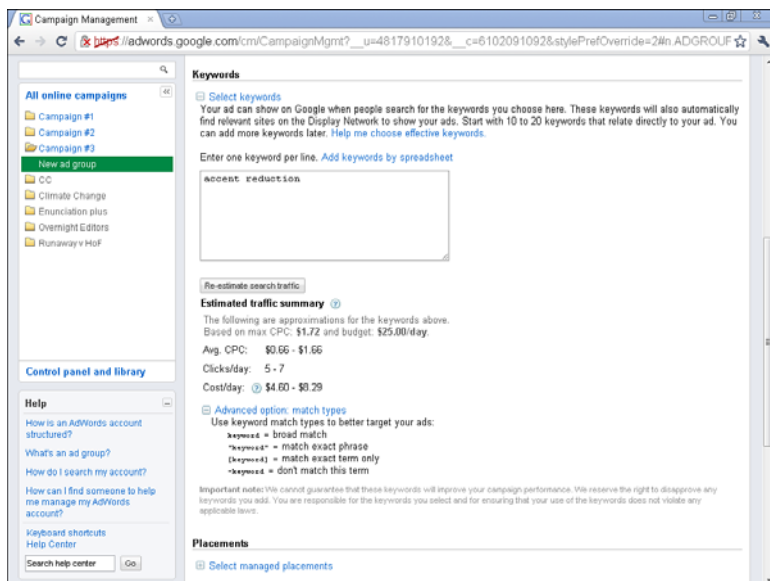 Campaign Management
https://adwords.google.com/cm/CampaignMgmt?__u=48179101928&__c=6102091092&stylePrefOverride=2#n.ADGROUF
All online campaigns
Campaign #1
Campaign #2
Campaign #3
New ad group
CC
Climate Change
Enunciation plus
Overnight Editors
Runaway v HoF
Control panel and library
Help
How is an AdWords account
structured?
What's an ad group?
How do I search my account?
How can I find someone to help
me manage my AdWords
account?
Keyboard shortcuts
Help Center
Search help center Go
Keywords
Select keywords
Your ad can show on Google when people search for the keywords you choose here. These keywords will also automatically
find relevant sites on the Display Network to show your ads. Start with 10 to 20 keywords that relate directly to your ad. You
can add more keywords later. Help me choose effective keywords.
Enter one keyword per line. Add keywords by spreadsheet
accent reduction
Re-estimate search traffic
Estimated traffic summary ?
The following are approximations for the keywords above.
Based on max CPC: $1.72 and budget: $25.00/day.
Avg. CPC: $0.66 - $1.66
Clicks/day: 5 - 7
Cost/day: ? $4.60 - $8.29
Advanced option: match types
Use keyword match types to better target your ads:
keyword = broad match
"keyword" = match exact phrase
[keyword] = match exact term only
-keyword = don't match this term
Important note: We cannot guarantee that these keywords will improve your campaign performance. We reserve the right to disapprove any
keywords you add. You are responsible for the keywords you select and for ensuring that your use of the keywords does not violate any
applicable laws.
Placements
Select managed placements